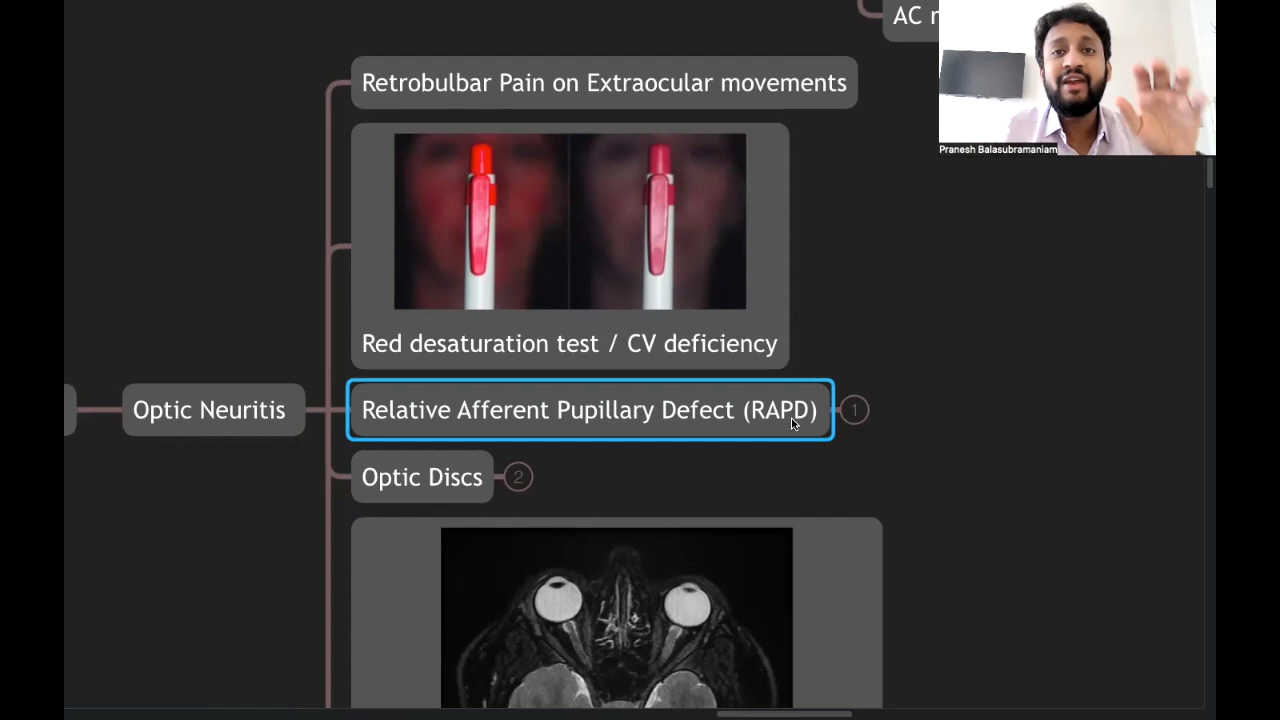 AC
Pranesh Balasubramaniam
Retrobulbar Pain on Extraocular movements
Red desaturation test / CV deficiency
Optic Neuritis
Relative Afferent Pupillary Defect (RAPD)
1
Optic Discs
2